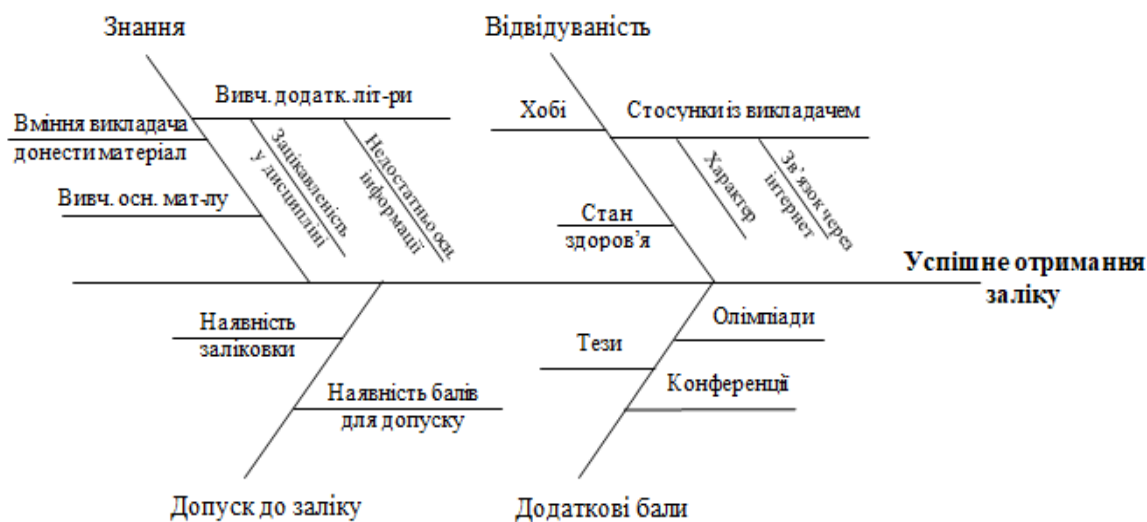 Знання
Відвідуваність
Вивч. додатк. літ-ри
Хобі
Стосунки із викладачем
Вміння викладача
донести матеріал
Зацікавленість
у дисципліні
Недостатньо осн.
інформації
Характер
Зв’язок через
інтернет
Вивч. осн. мат-лу
Стан
здоров’я
Успішне отримання
заліку
Наявність
заліковки
Тези
Олімпіади
Наявність балів
для допуску
Конференції
Допуск до заліку
Додаткові бали